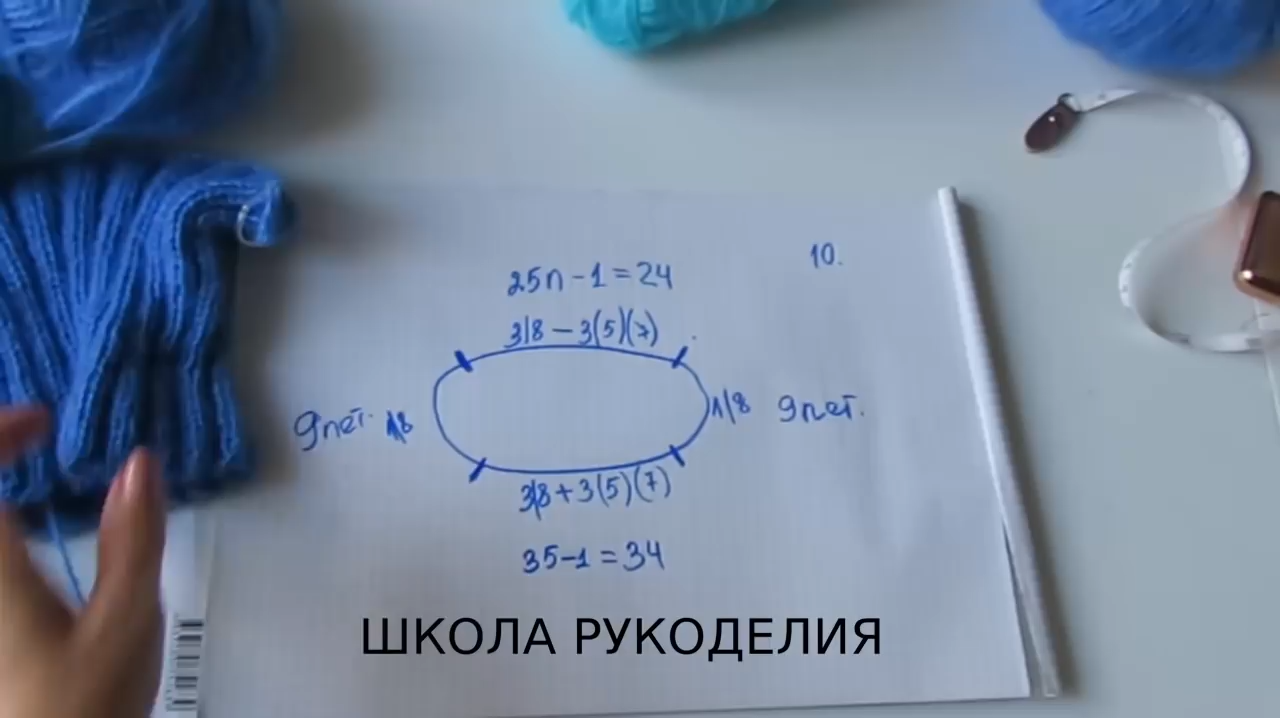 10.
25п - 1 = 24
3/8 - 3(5)(7)
9пет. 1/8
1/8 9пет.
3/8 + 3(5)(7)
35-1 = 34
ШКОЛА РУКОДЕЛИЯ